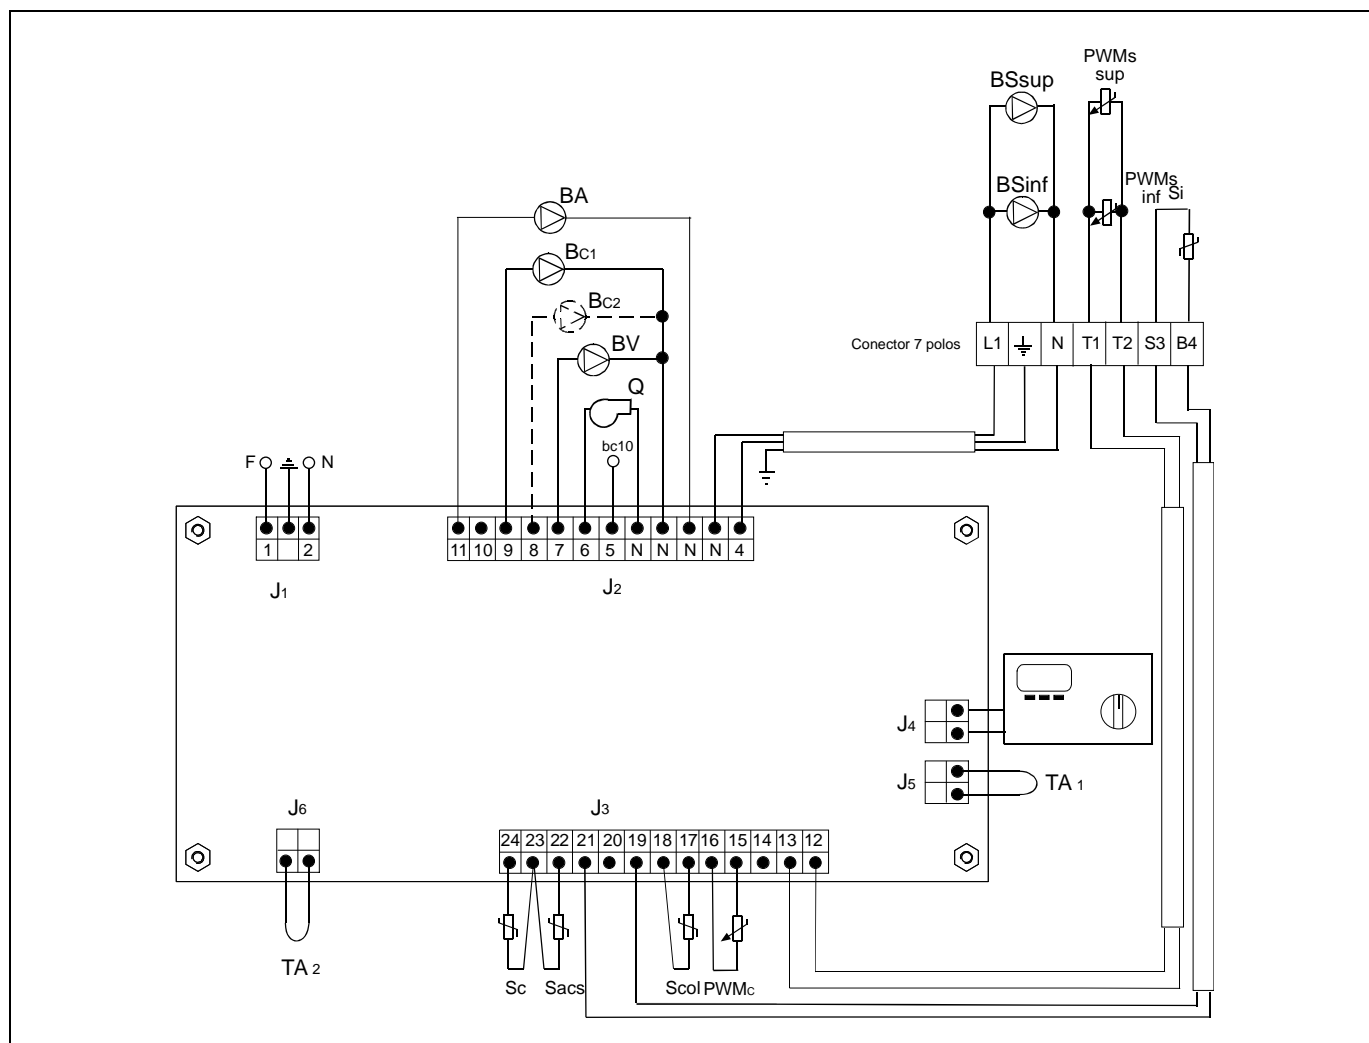 PWMs
sup
BSsup
BSinf
PWMs
inf
Si
BA
BC1
BC2
BV
Q
bc10
Conector 7 polos
L1 N T1 T2 S3 B4
F N
1 2
J1
11 10 9 8 7 6 5 N N N N 4
J2
J4
J5
TA 1
J6
J3
24 23 22 21 20 19 18 17 16 15 14 13 12
TA 2
Sc Sacs Scol PWMC